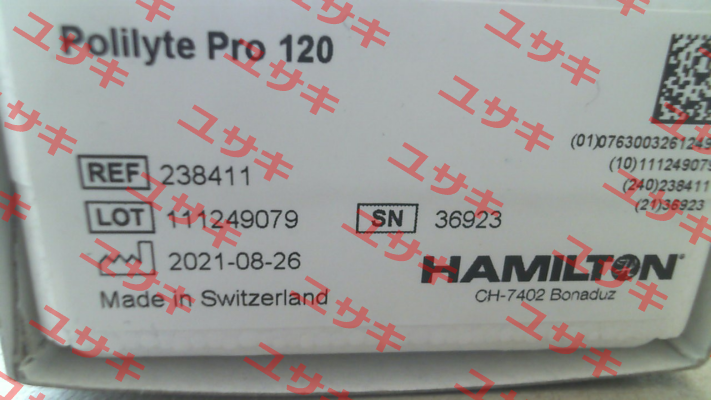 Polilyte Pro 120
(01)0763003261249
(10)111249079
(240)238411
(21)36923
REF 238411
LOT 111249079 SN 36923
2021-08-26
HAMILTON®
Made in Switzerland
CH-7402 Bonaduz
ユサキ